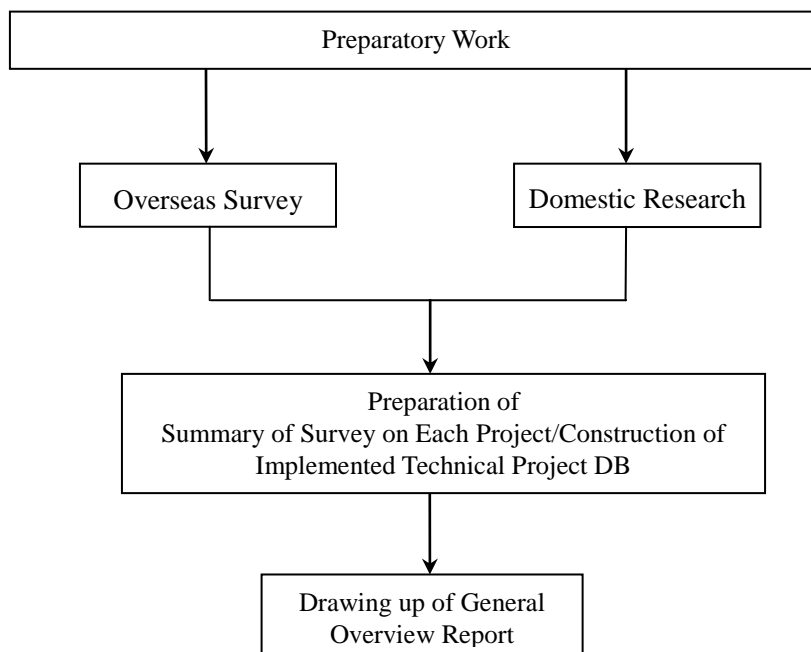 Preparatory Work
Overseas Survey
Domestic Research
Preparation of
Summary of Survey on Each Project/Construction of
Implemented Technical Project DB
Drawing up of General
Overview Report